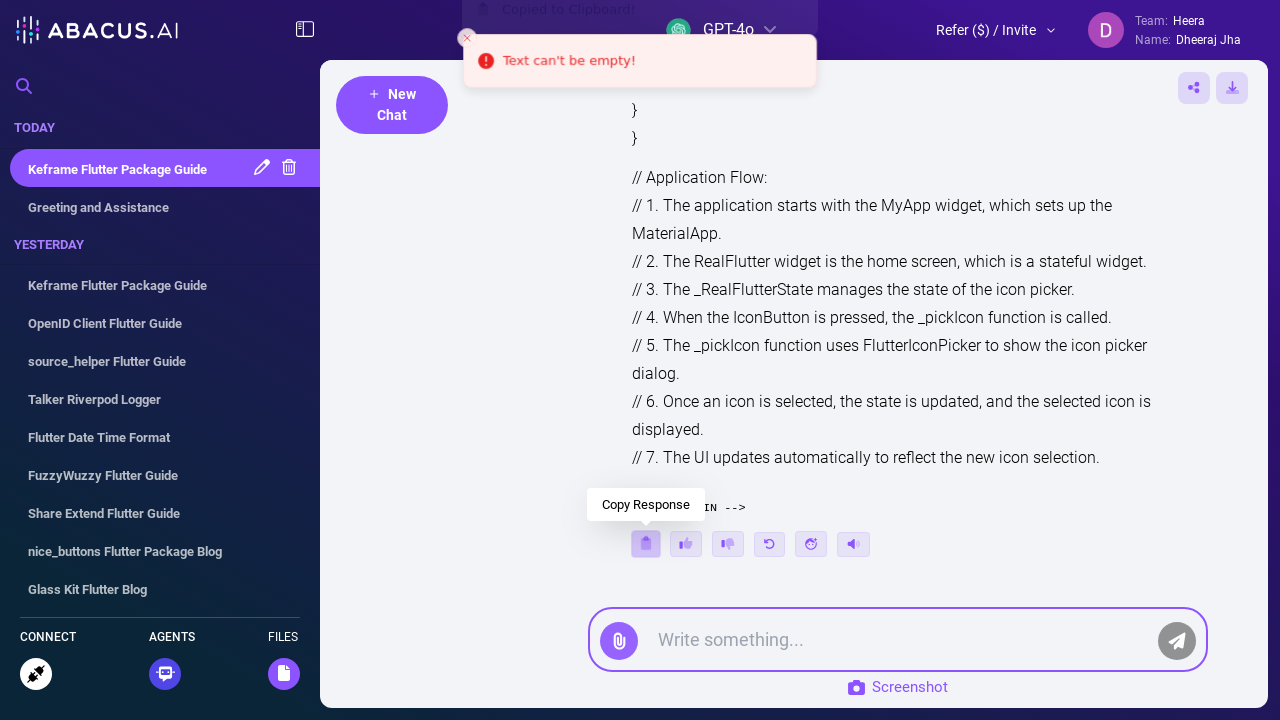 ABACUS.AI
Copied to Clipboard!
GPT-4o
Text can't be empty!
Refer ($) / Invite
D
Team: Heera
Name: Dheeraj Jha
TODAY
Keframe Flutter Package Guide
Greeting and Assistance
YESTERDAY
Keframe Flutter Package Guide
OpenID Client Flutter Guide
source_helper Flutter Guide
Talker Riverpod Logger
Flutter Date Time Format
FuzzyWuzzy Flutter Guide
Share Extend Flutter Guide
nice_buttons Flutter Package Blog
Glass Kit Flutter Blog
CONNECT
AGENTS
FILES
+ New
Chat
}
}
// Application Flow:
// 1. The application starts with the MyApp widget, which sets up the
MaterialApp.
// 2. The RealFlutter widget is the home screen, which is a stateful widget.
// 3. The _RealFlutterState manages the state of the icon picker.
// 4. When the IconButton is pressed, the _pickIcon function is called.
// 5. The _pickIcon function uses FlutterIconPicker to show the icon picker
dialog.
// 6. Once an icon is selected, the state is updated, and the selected icon is
displayed.
// 7. The UI updates automatically to reflect the new icon selection.
Copy Response
IN -->
Write something...
Screenshot